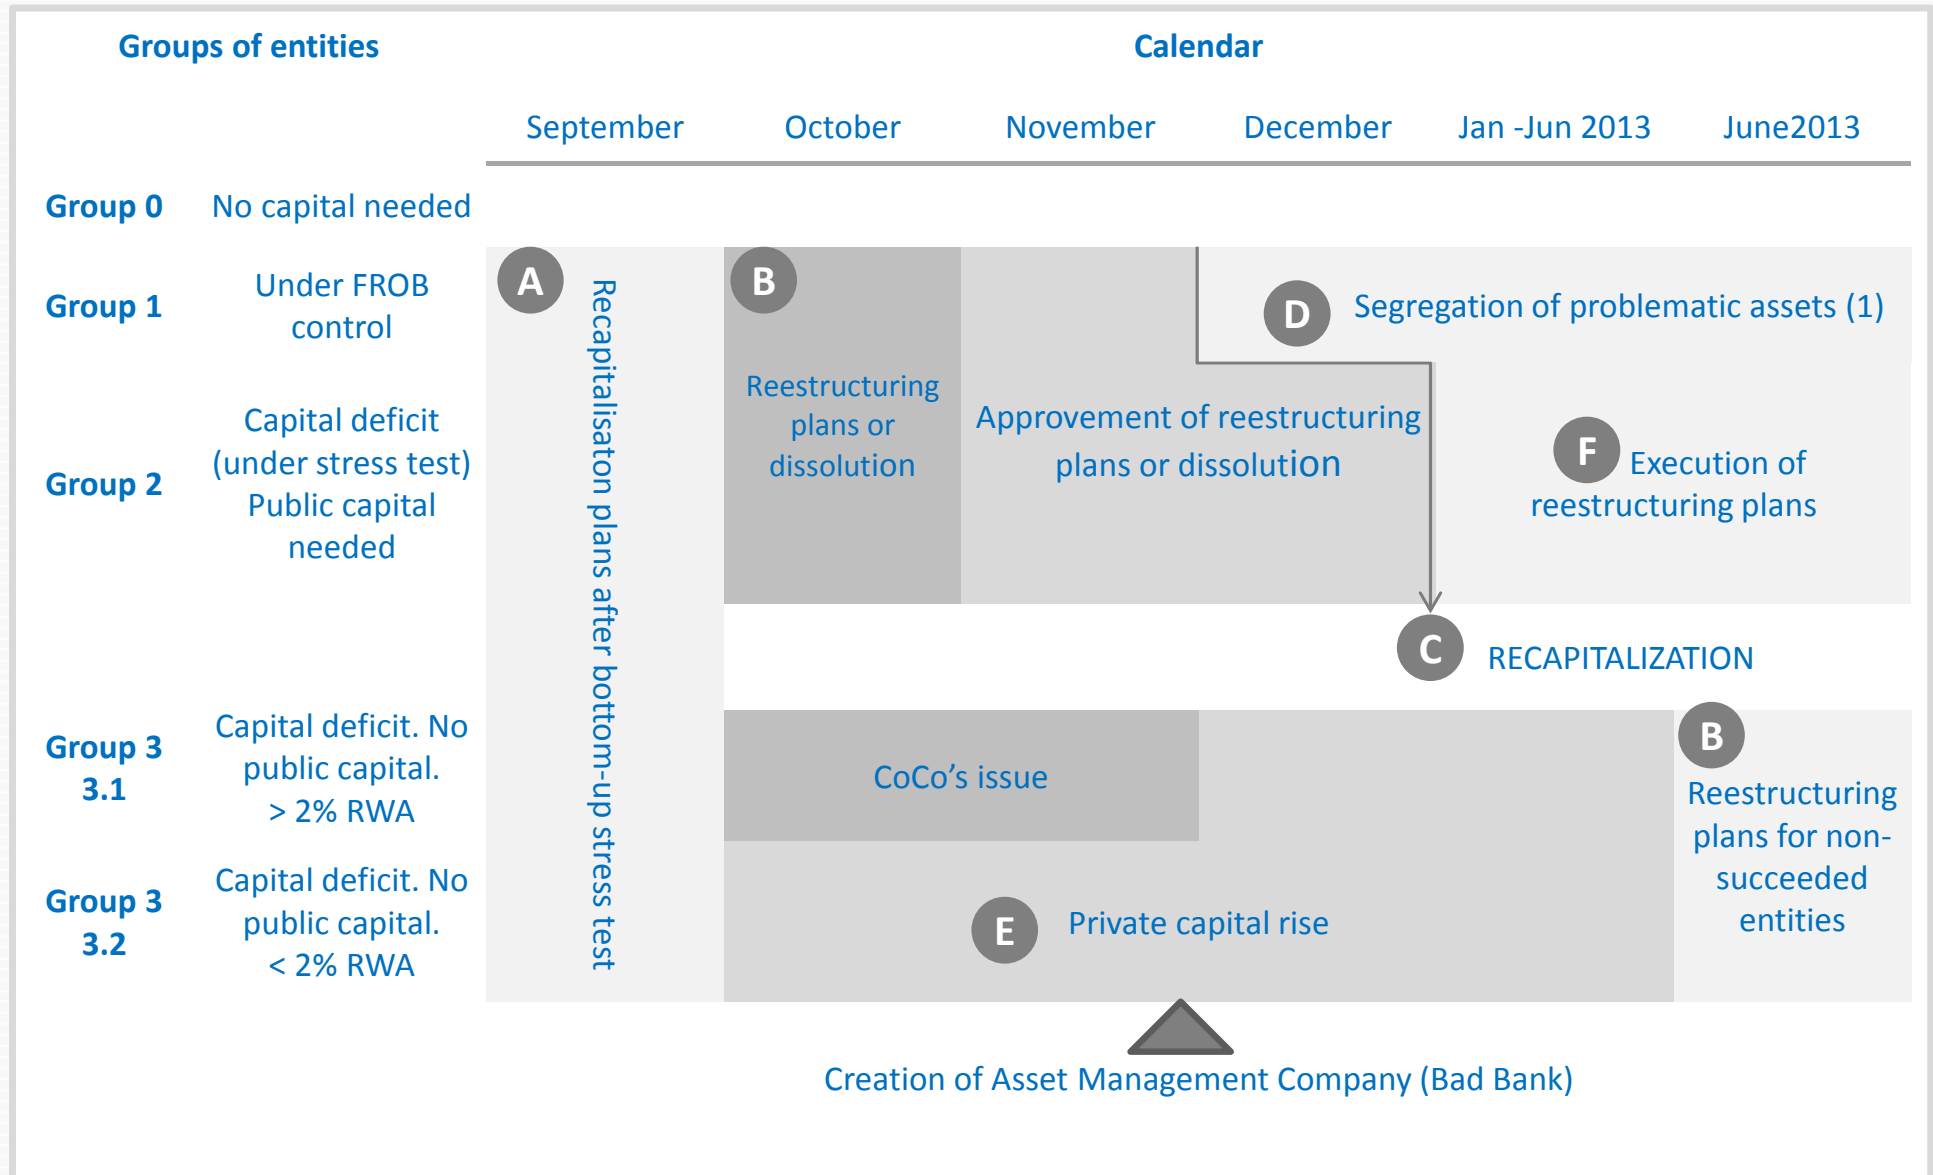 Groups of entities
Calendar
September
October
November
December
Jan -Jun 2013
June2013
Group 0
No capital needed
Group 1
Under FROB
control
A
Recapitalisaton plans after bottom-up stress test
B
D
Segregation of problematic assets (1)
Group 2
Capital deficit
(under stress test)
Public capital
needed
Reestructuring
plans or
dissolution
Approvement of reestructuring
plans or dissolution
F
Execution of
reestructuring plans
C
RECAPITALIZATION
Group 3
3.1
Capital deficit. No
public capital.
> 2% RWA
CoCo’s issue
B
Reestructuring
plans for non-
succeeded
entities
Group 3
3.2
Capital deficit. No
public capital.
< 2% RWA
E
Private capital rise
Creation of Asset Management Company (Bad Bank)